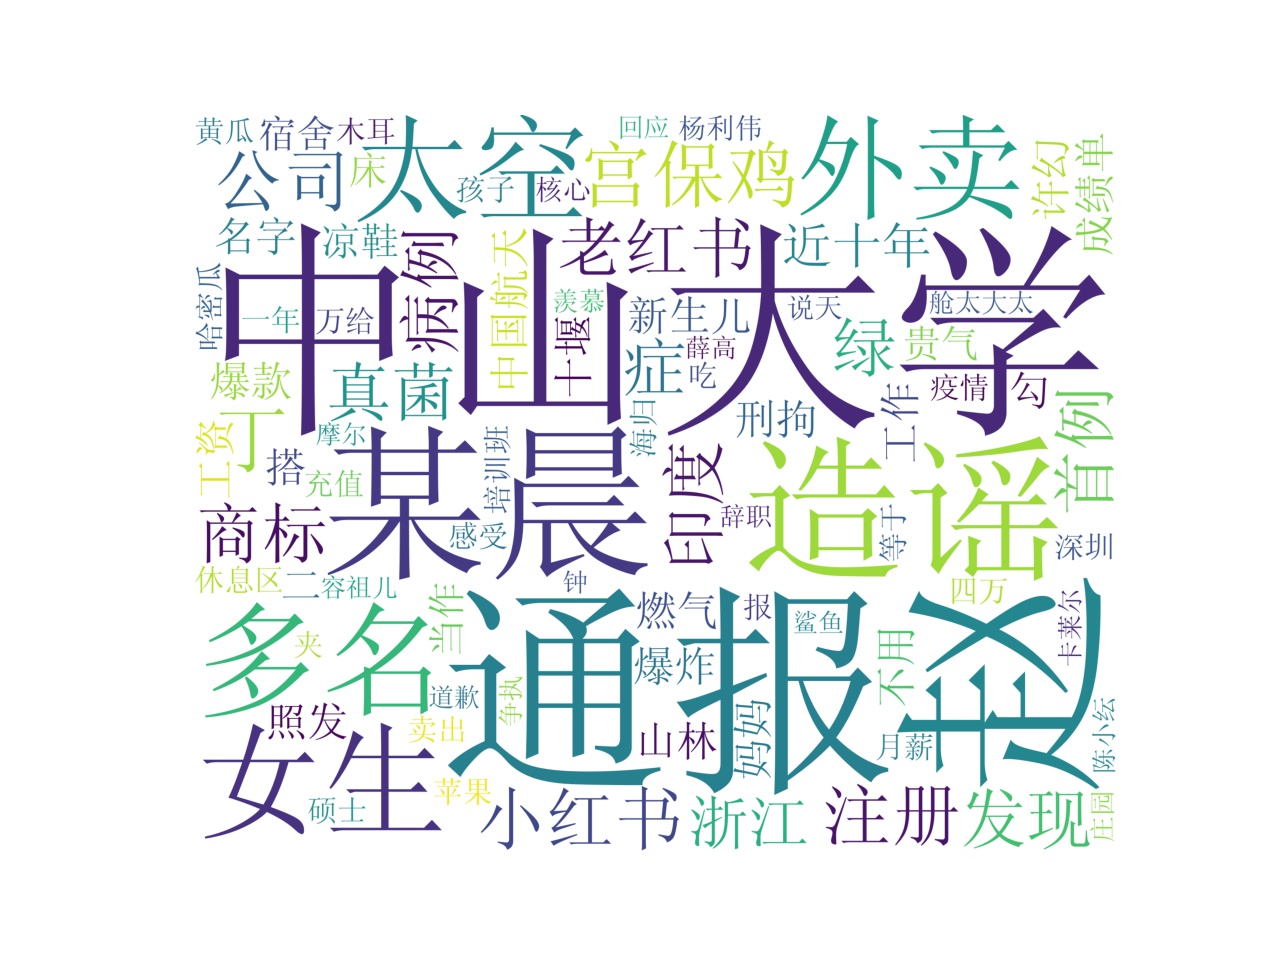 黄瓜
宿舍
木耳
太空
回应
杨利伟
外卖
公司
床
孩子
核心
宫保鸡
许幻
成绩单
名字
凉鞋
病例
中国航天
老红书
近十年
中山大学
哈密瓜
一年
万给
羡慕
十堰
新生儿
说天
舱太大太
爆款
真菌
症
薛高
吃
绿
贵气
疫情
勾
工资
丁
摩尔
海归
刑拘
工作
首例
搭
充值
培训班
某晨
印度
造谣
商标
感受
辞职
等于
深圳
休息区
二
容祖儿
钟
四万
多名
当作
通报
燃气
报
鲨鱼
赵
卡莱尔
夹
爆炸
不用
照发
道歉
争执
卖出
山林
妈妈
月薪
陈小纭
女生
硕士
苹果
小红书
浙江
注册
发现
庄园